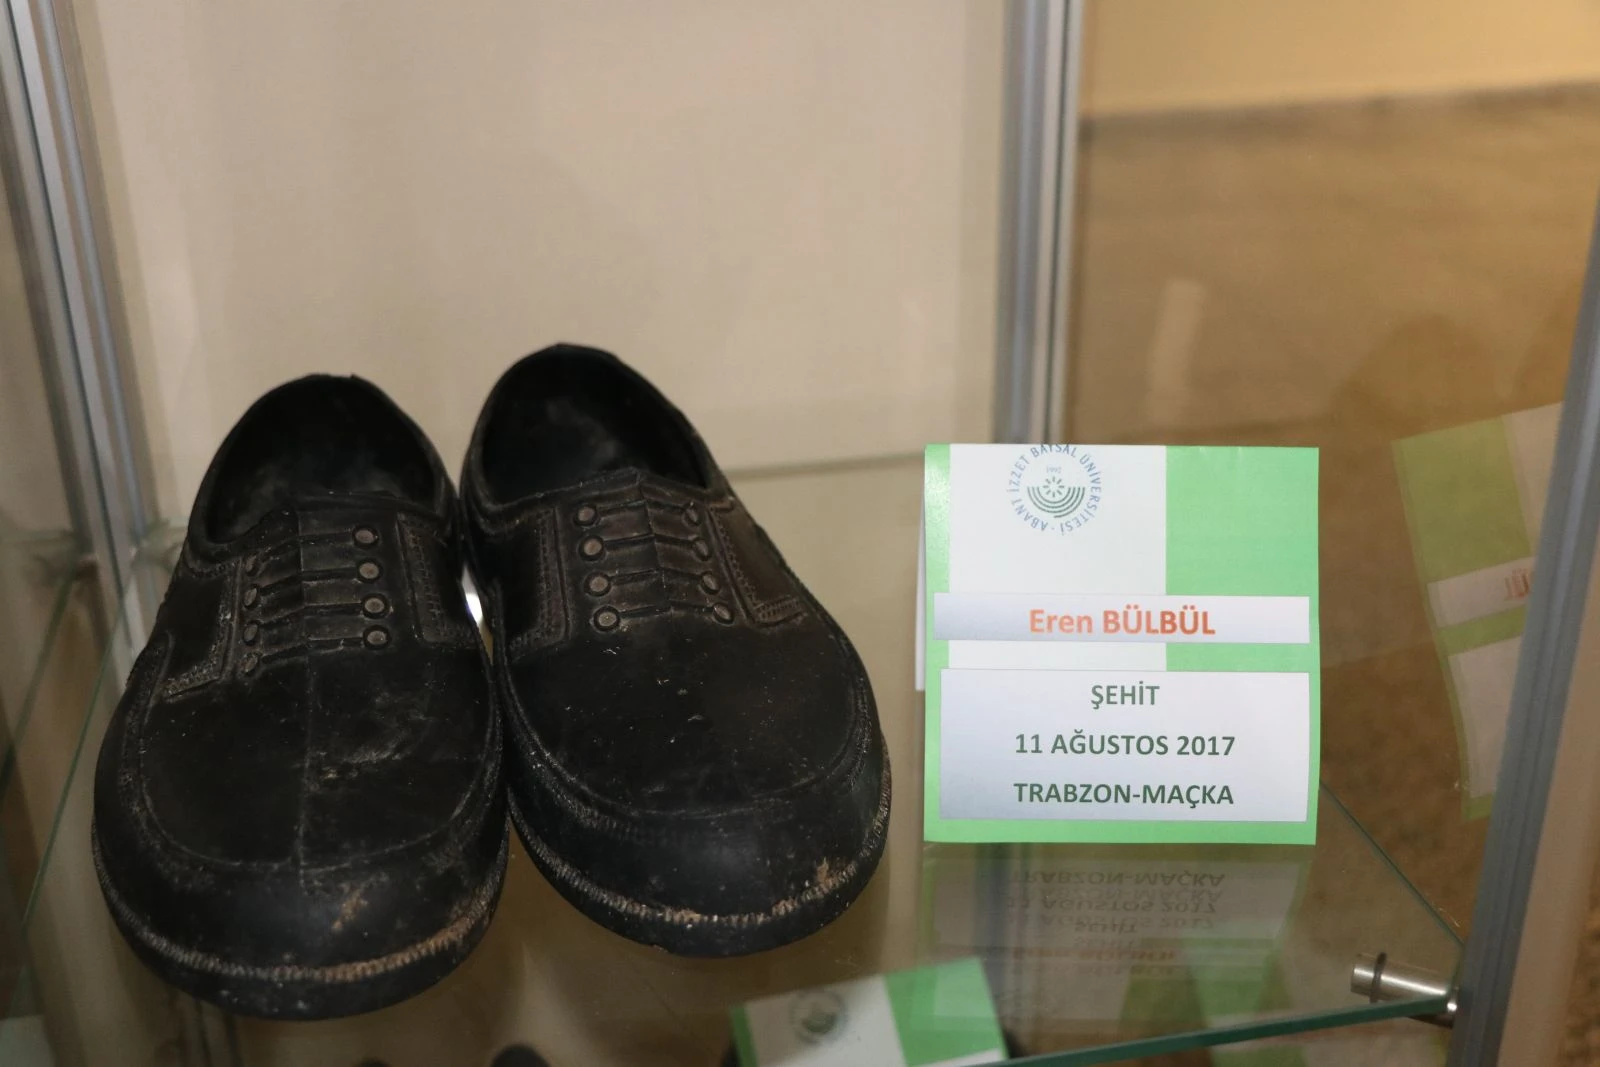 ABANT İZZET BAYSAL ÜNİVERSİTESİ
1992
Eren BÜLBÜL
ŞEHİT
11 AĞUSTOS 2017
TRABZON-MAÇKA